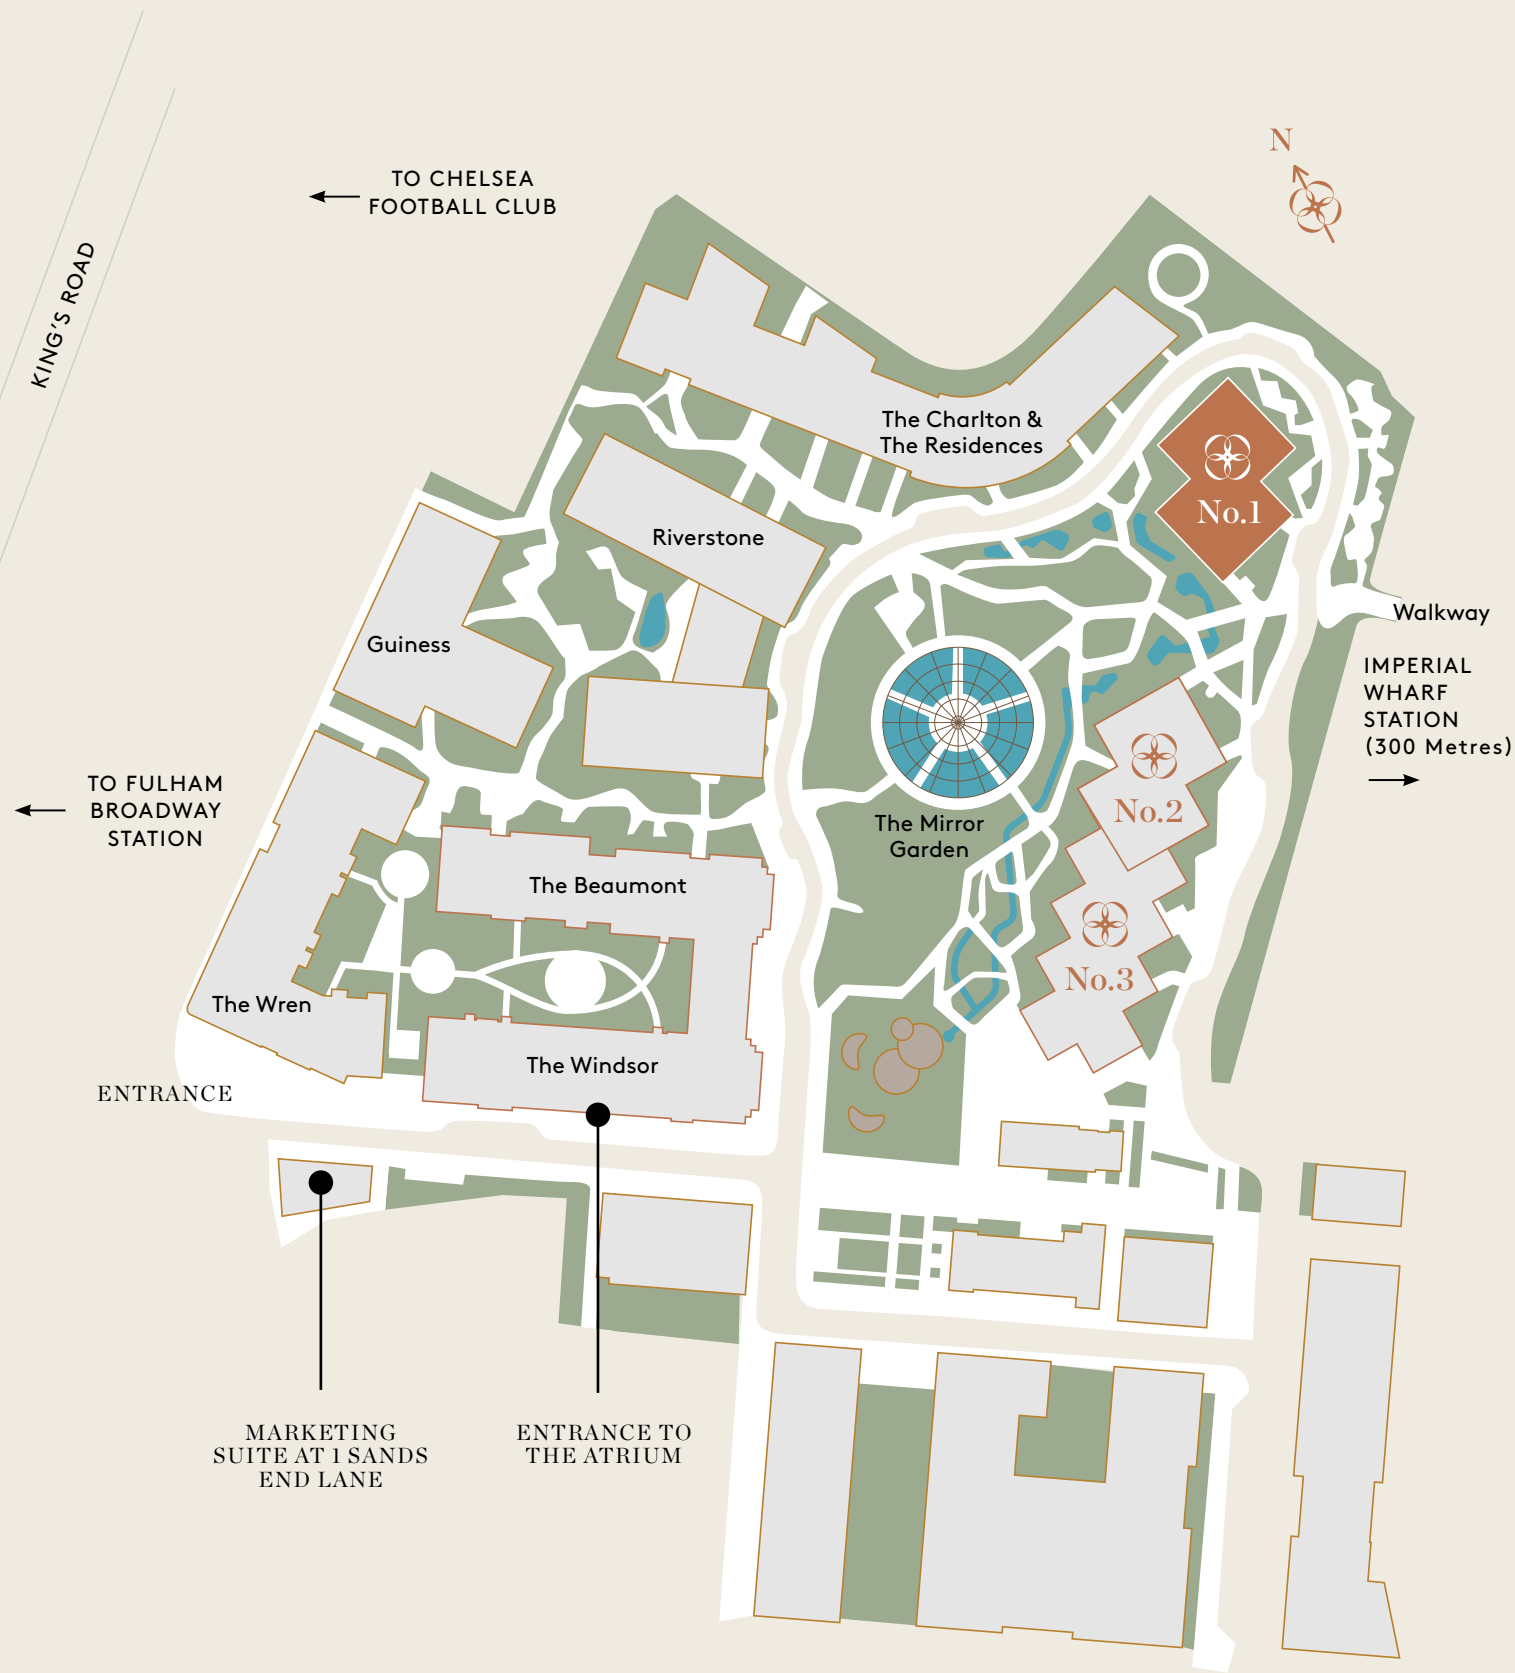 N
TO CHELSEA
FOOTBALL CLUB
KING'S ROAD
The Charlton &
The Residences
No.1
Riverstone
Guiness
Walkway
IMPERIAL
WHARF
STATION
(300 Metres)
TO FULHAM
BROADWAY
STATION
No.2
The Mirror
Garden
The Beaumont
No.3
The Wren
The Windsor
ENTRANCE
MARKETING
SUITE AT 1 SANDS
END LANE
ENTRANCE TO
THE ATRIUM